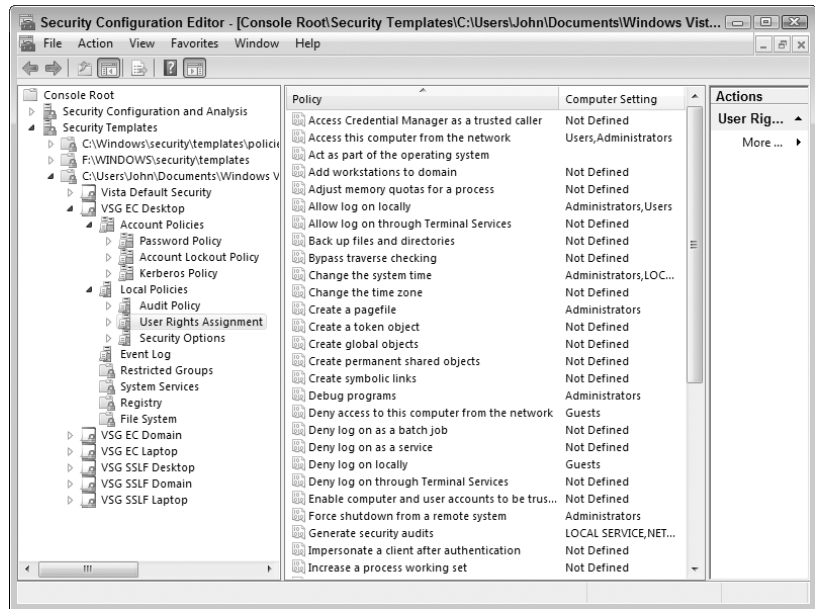 Security Configuration Editor - [Console Root\Security Templates\C:\Users\John\Documents\Windows Vist...
File Action View Favorites Window Help
Console Root
Security Configuration and Analysis
Security Templates
C:\Windows\security\templates\policie
F:\WINDOWS\security\templates
C:\Users\John\Documents\Windows V
Vista Default Security
VSG EC Desktop
Account Policies
Password Policy
Account Lockout Policy
Kerberos Policy
Local Policies
Audit Policy
User Rights Assignment
Security Options
Event Log
Restricted Groups
System Services
Registry
File System
VSG EC Domain
VSG EC Laptop
VSG SSLF Desktop
VSG SSLF Domain
VSG SSLF Laptop
Policy Computer Setting
Access Credential Manager as a trusted caller Not Defined
Access this computer from the network Users,Administrators
Act as part of the operating system
Add workstations to domain Not Defined
Adjust memory quotas for a process Not Defined
Allow log on locally Administrators,Users
Allow log on through Terminal Services Not Defined
Back up files and directories Not Defined
Bypass traverse checking Not Defined
Change the system time Administrators,LOC...
Change the time zone Not Defined
Create a pagefile Administrators
Create a token object Not Defined
Create global objects Not Defined
Create permanent shared objects Not Defined
Create symbolic links Not Defined
Debug programs Administrators
Deny access to this computer from the network Guests
Deny log on as a batch job Not Defined
Deny log on as a service Not Defined
Deny log on locally Guests
Deny log on through Terminal Services Not Defined
Enable computer and user accounts to be trus... Not Defined
Force shutdown from a remote system Administrators
Generate security audits LOCAL SERVICE,NET...
Impersonate a client after authentication Not Defined
Increase a process working set Not Defined
Actions
User Rig...
More ...